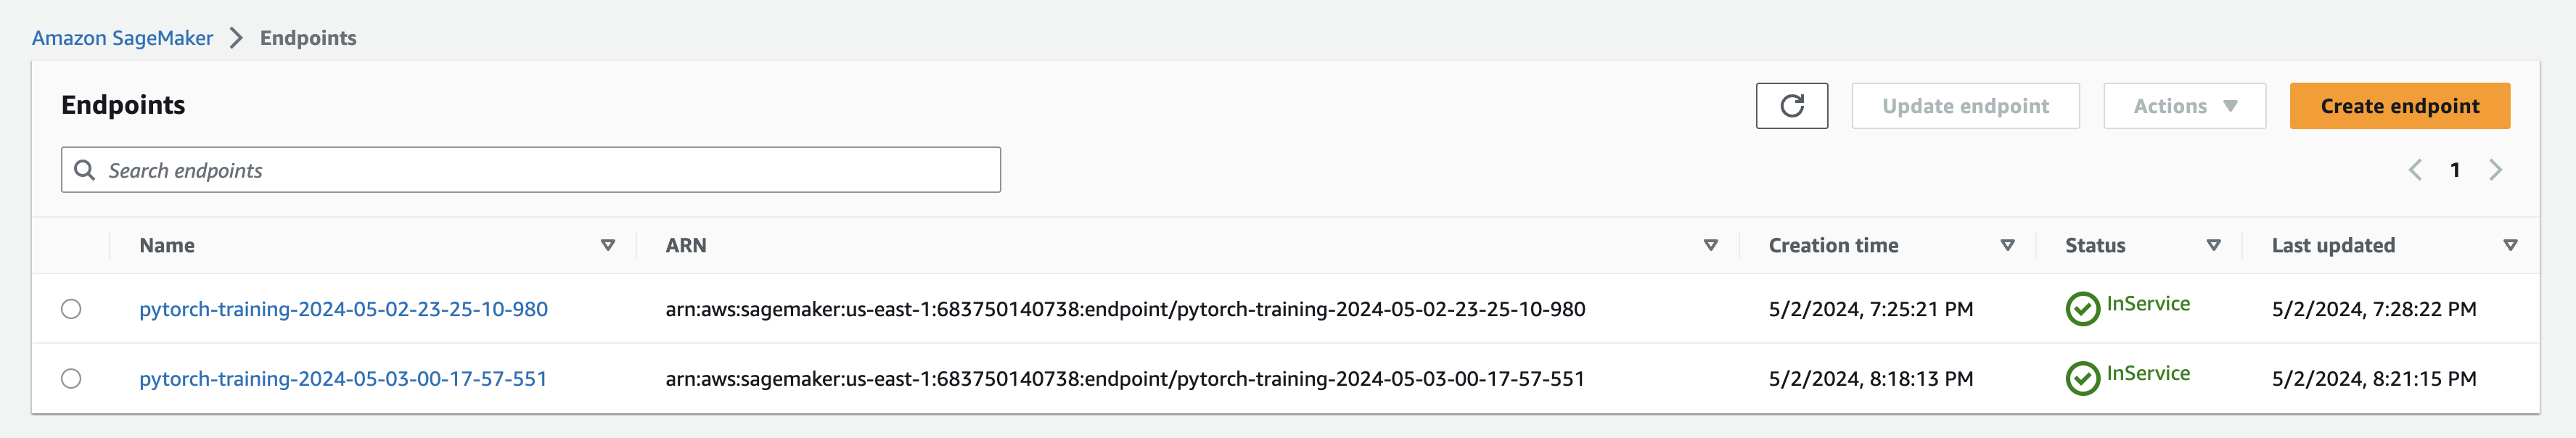 Amazon SageMaker > Endpoints
Endpoints
Update endpoint
Actions
Create endpoint
Search endpoints
1
Name ARN Creation time Status Last updated
pytorch-training-2024-05-02-23-25-10-980 arn:aws:sagemaker:us-east-1:683750140738:endpoint/pytorch-training-2024-05-02-23-25-10-980 5/2/2024, 7:25:21 PM InService 5/2/2024, 7:28:22 PM
pytorch-training-2024-05-03-00-17-57-551 arn:aws:sagemaker:us-east-1:683750140738:endpoint/pytorch-training-2024-05-03-00-17-57-551 5/2/2024, 8:18:13 PM InService 5/2/2024, 8:21:15 PM